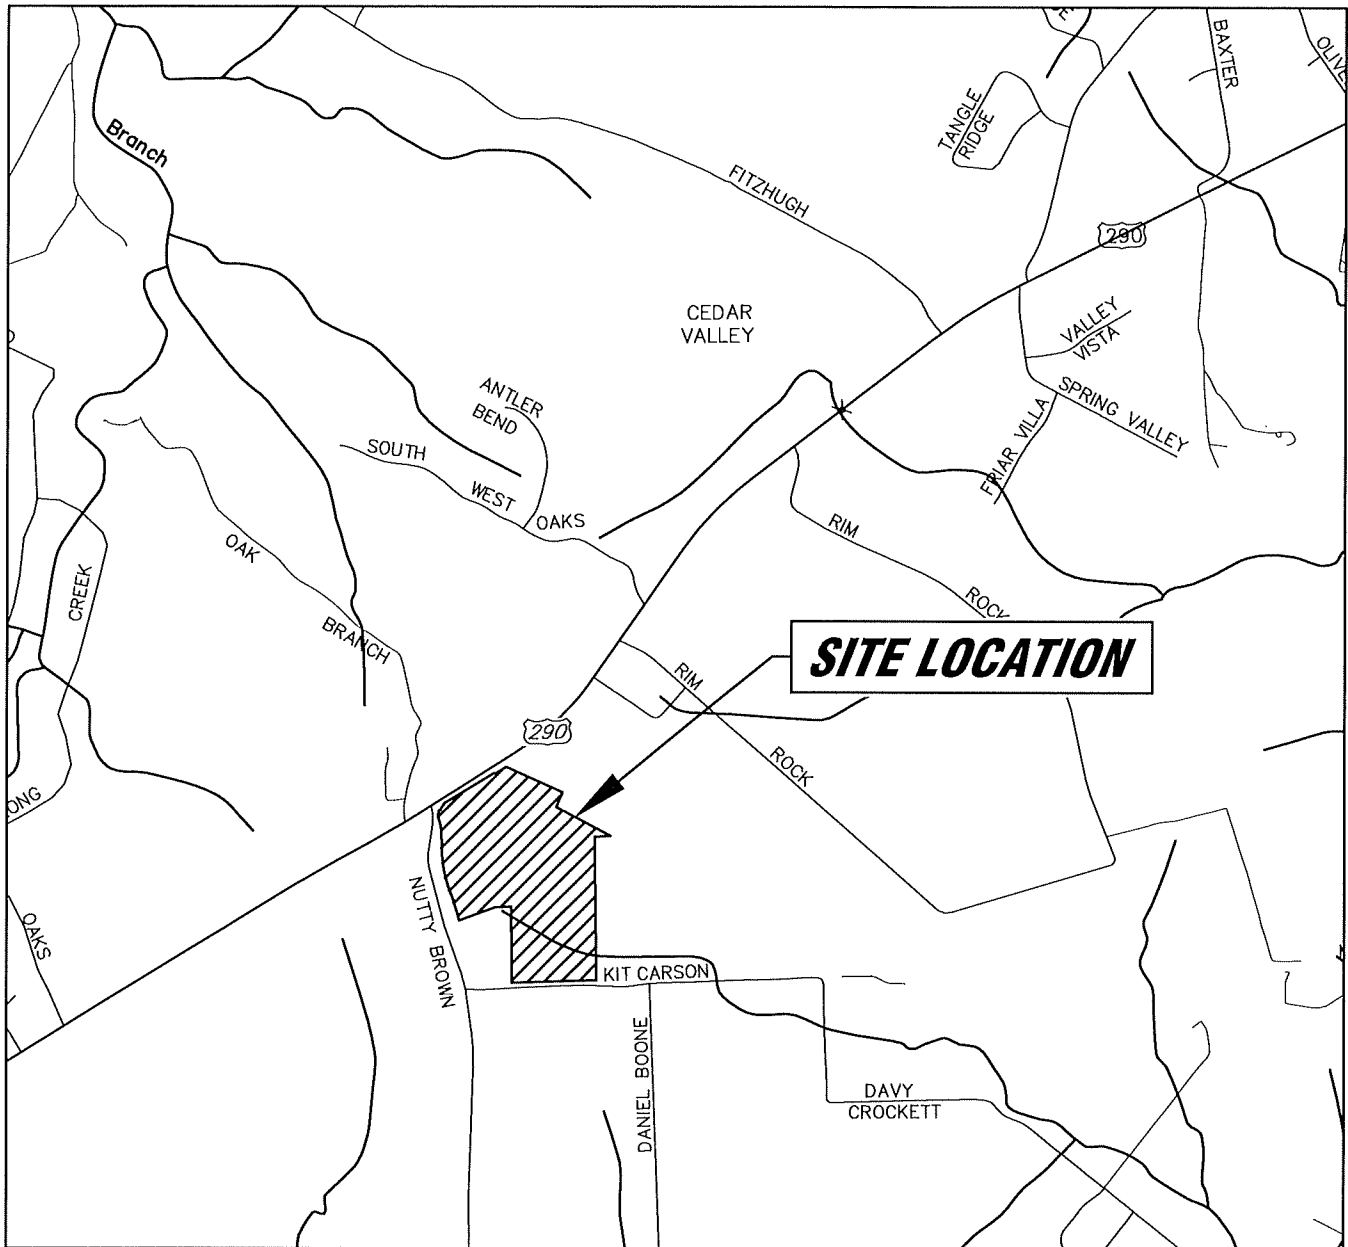 BAXTER
Branch
TANGLE
RIDGE
FITZHUGH
290
CEDAR
VALLEY
VALLEY
VISTA
ANTLER
BEND
SPRING VALLEY
FRIAR VILLA
SOUTH
WEST
OAKS
RIM
ROCK
OAK
BRANCH
CREEK
SITE LOCATION
RIM
ROCK
290
NUTTY BROWN
OAKS
KIT CARSON
DANIEL BOONE
DAVY
CROCKETT